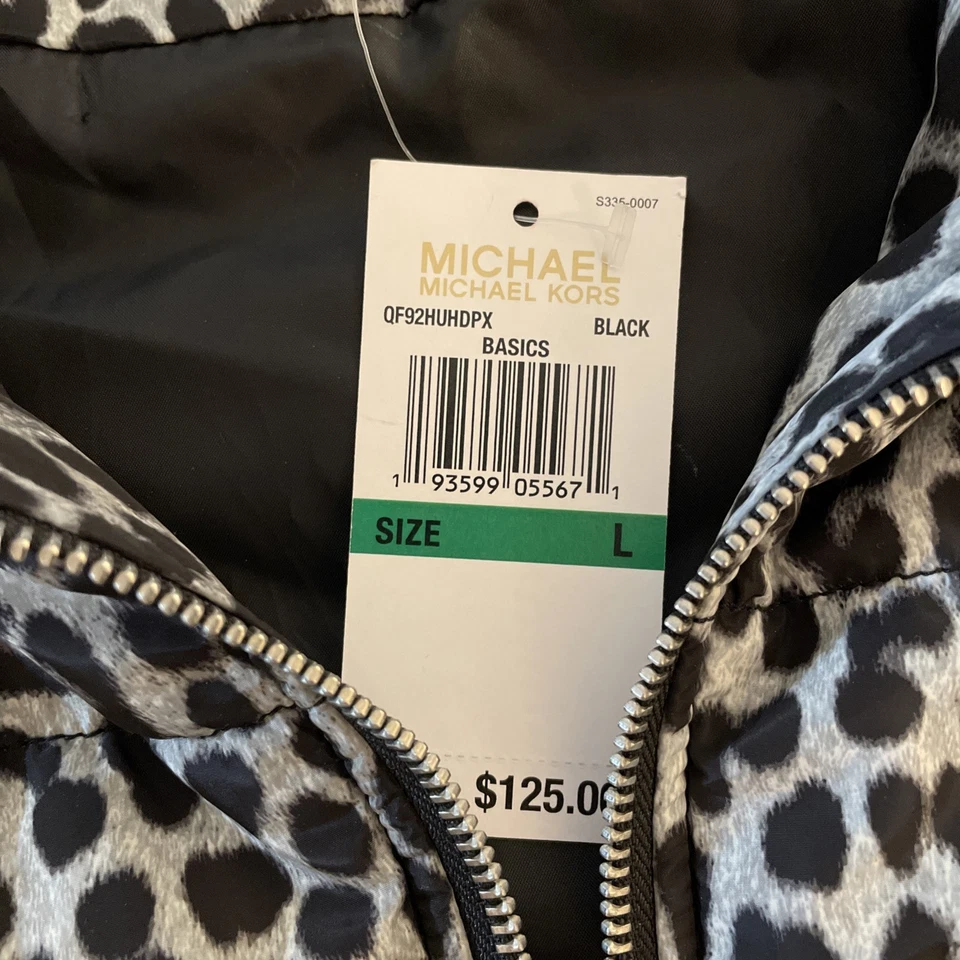 S335-0007
MICHAEL
MICHAEL KORS
QF92HUHDPX BLACK
BASICS
1 93599 05567 1
SIZE L
$125.00